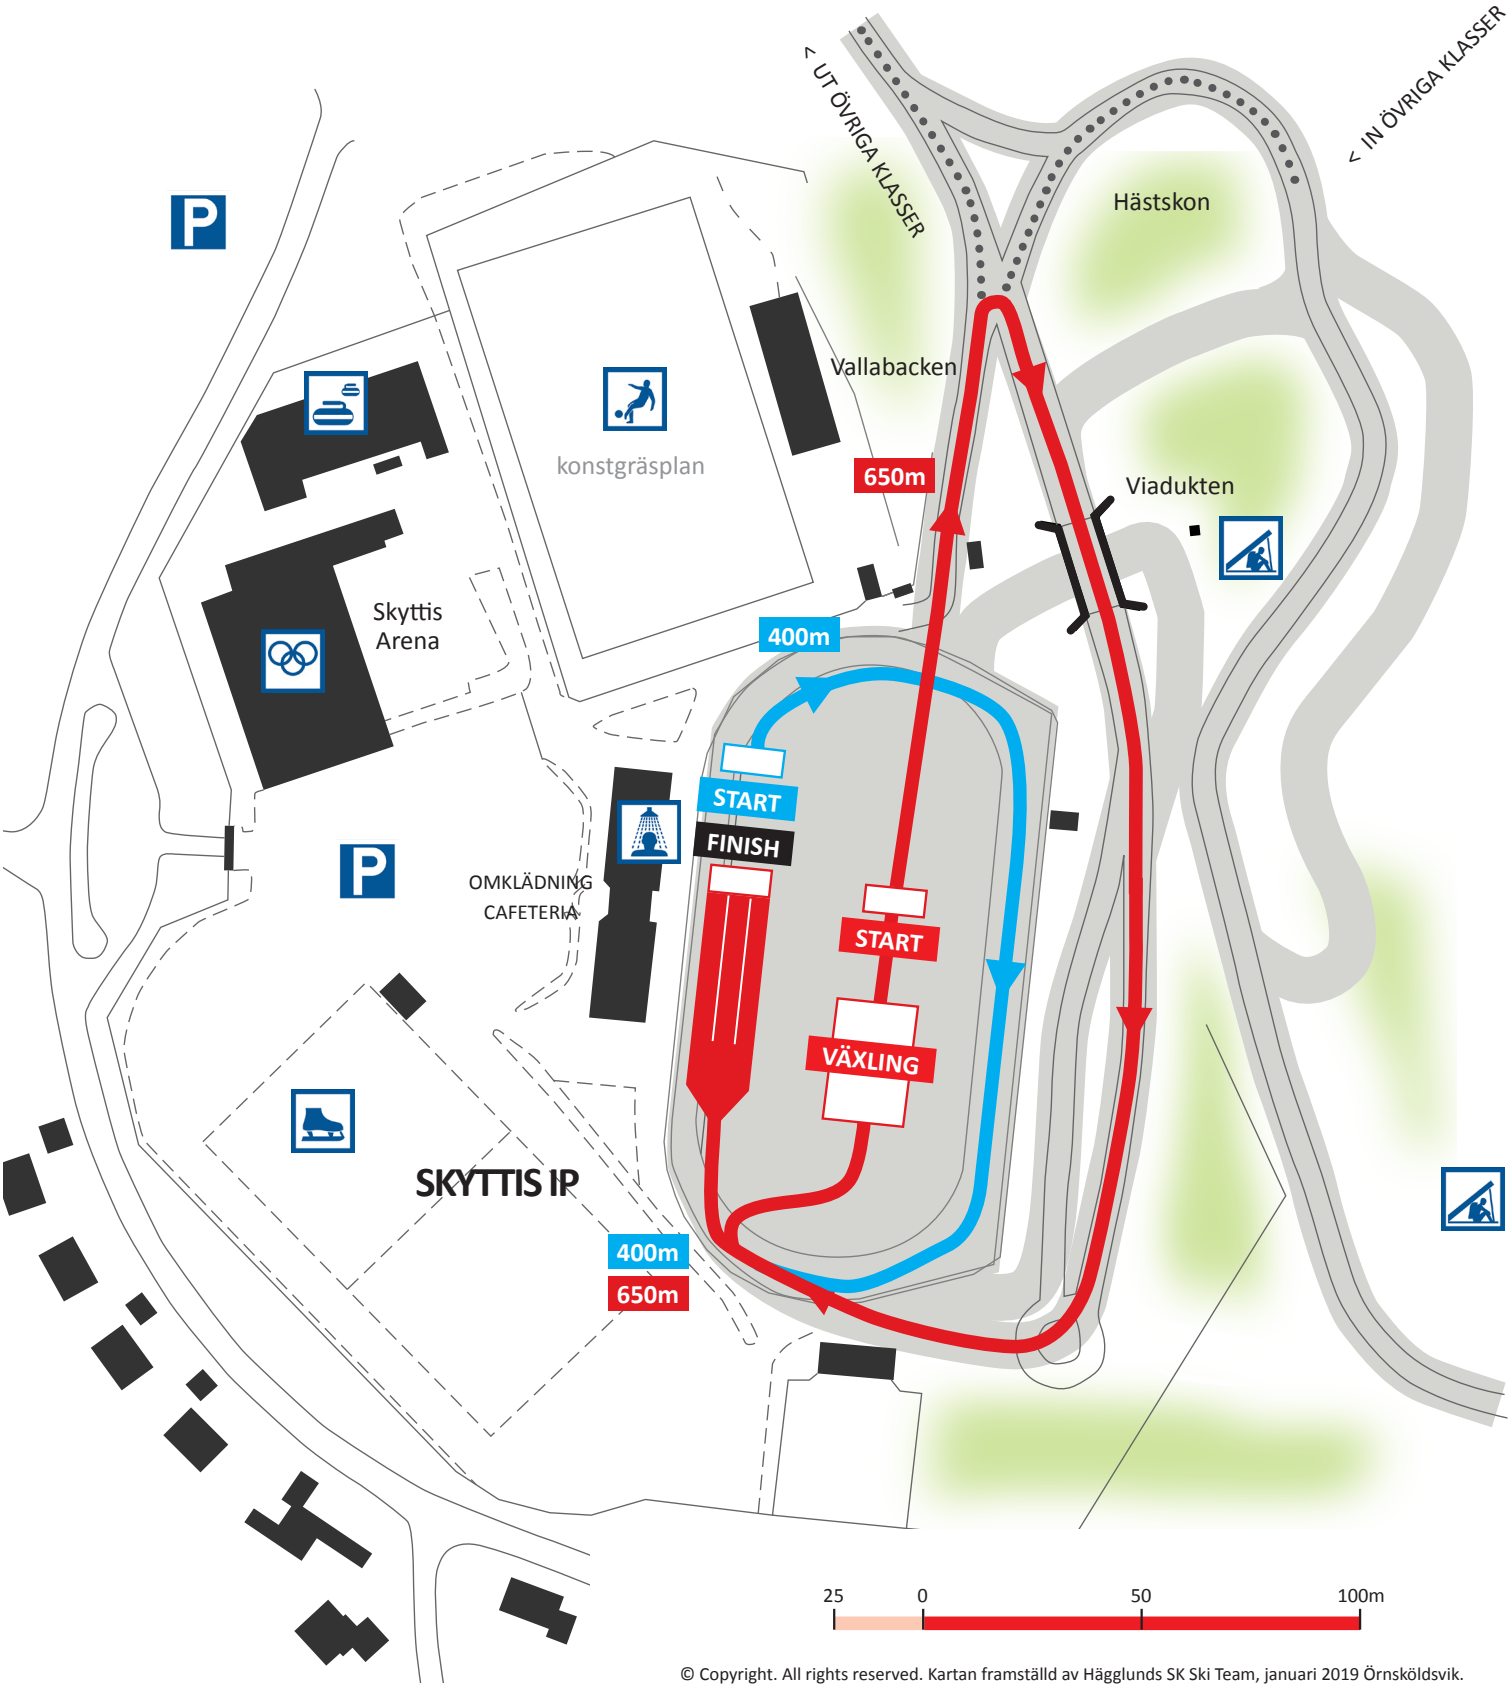 < UT ÖVRIGA KLASSER
< IN ÖVRIGA KLASSER
P
Hästskon
Vallabacken
konstgräsplan
650m
Viadukten
Skyttis
Arena
400m
START
FINISH
P
OMKLÄDNING
CAFETERIA
START
VÄXLING
SKYTTIS IP
400m
650m
25 0 50 100m
© Copyright. All rights reserved. Kartan framställd av Hägglunds SK Ski Team, januari 2019 Örnsköldsvik.